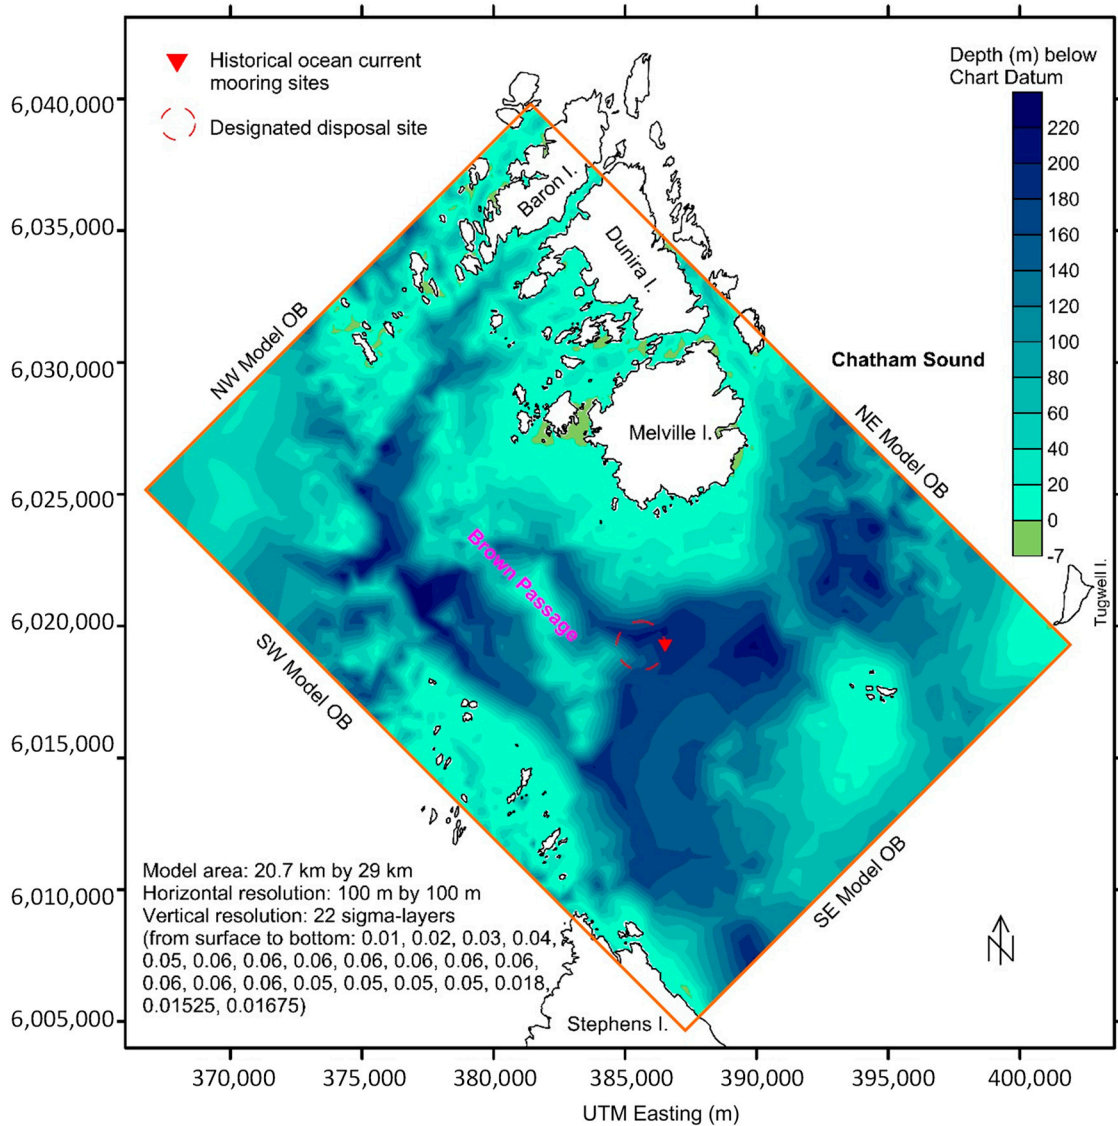 Historical ocean current
mooring sites
Designated disposal site
Depth (m) below
Chart Datum
220
200
180
160
140
120
100
80
60
40
20
0
-7
6,040,000
6,035,000
6,030,000
6,025,000
6,020,000
6,015,000
6,010,000
6,005,000
Baron I.
Dunira I.
Melville I.
Chatham Sound
NW Model OB
NE Model OB
Brown Passage
SW Model OB
SE Model OB
Tugwell I.
Stephens I.
Model area: 20.7 km by 29 km
Horizontal resolution: 100 m by 100 m
Vertical resolution: 22 sigma-layers
(from surface to bottom: 0.01, 0.02, 0.03, 0.04,
0.05, 0.06, 0.06, 0.06, 0.06, 0.06, 0.06, 0.06,
0.06, 0.06, 0.06, 0.05, 0.05, 0.05, 0.05, 0.018,
0.01525, 0.01675)
N
370,000
375,000
380,000
385,000
390,000
395,000
400,000
UTM Easting (m)